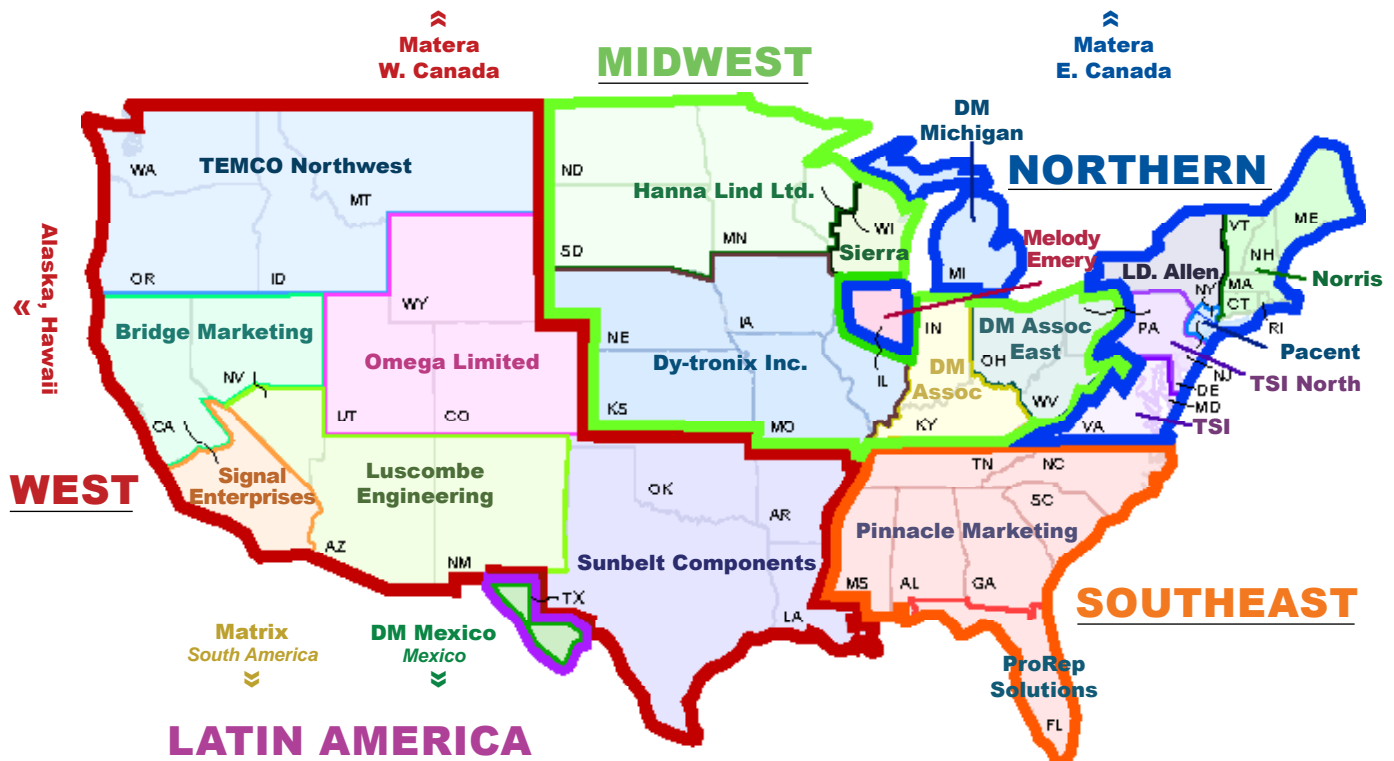 Matera
W. Canada
MIDWEST
Matera
E. Canada
DM
Michigan
NORTHERN
WA
TEMCO Northwest
MT
OR
ID
ND
Hanna Lind Ltd.
SD
MN
WI
Sierra
MI
Melody
Emery
VT
ME
NH
LD. Allen
MA
NY
CT
Norris
RI
Alaska, Hawaii
WY
Bridge Marketing
Omega Limited
NV
UT
CO
CA
NE
IA
Dy-tronix Inc.
KS
MO
IL
IN
DM
Assoc
KY
DM Assoc
East
OH
WV
PA
Pacent
NJ
TSI North
DE
MD
VA
TSI
WEST
Signal
Enterprises
Luscombe
Engineering
AZ
NM
OK
AR
Sunbelt Components
TX
LA
TN
NC
SC
Pinnacle Marketing
MS
AL
GA
SOUTHEAST
ProRep
Solutions
FL
Matrix
South America
DM Mexico
Mexico
LATIN AMERICA